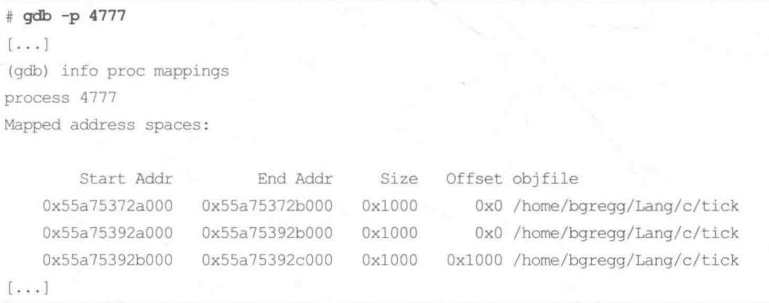 # gdb -p 4777
[...]
(gdb) info proc mappings
process 4777
Mapped address spaces:
Start Addr End Addr Size Offset objfile
0x55a75372a000 0x55a75372b000 0x1000 0x0 /home/bgregg/Lang/c/tick
0x55a75392a000 0x55a75392b000 0x1000 0x0 /home/bgregg/Lang/c/tick
0x55a75392b000 0x55a75392c000 0x1000 0x1000 /home/bgregg/Lang/c/tick
[...]